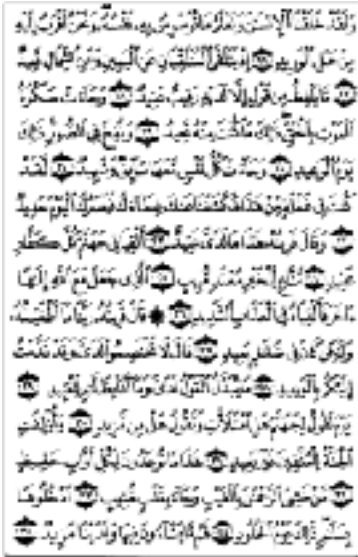 ولقد خلقنا الإنسان ونعلم ما توسوس به نفسه ونحن أقرب إليه
من حبل الوريد ١٦ إذ يتلقى المتلقيان عن اليمين وعن الشمال قعيد
١٧ ما يلفظ من قول إلا لديه رقيب عتيد ١٨ وجاءت سكرة
الموت بالحق ذلك ما كنت منه تحيد ١٩ ونفخ في الصور ذلك
يوم الوعيد ٢٠ وجاءت كل نفس معها سائق وشهيد ٢١ لقد
كنت في غفلة من هذا فكشفنا عنك غطاءك فبصرك اليوم حديد
٢٢ وقال قرينه هذا ما لدي عتيد ٢٣ ألقيا في جهنم كل كفار
عنيد ٢٤ مناع للخير معتد مريب ٢٥ الذي جعل مع الله إلها
آخر فألقياه في العذاب الشديد ٢٦ ۞ قال قرينه ربنا ما أطغيته
ولكن كان في ضلال بعيد ٢٧ قال لا تختصموا لدي وقد قدمت
إليكم بالوعيد ٢٨ ما يبدل القول لدي وما أنا بظلام للعبيد ٢٩
يوم نقول لجهنم هل امتلأت وتقول هل من مزيد ٣٠ وأزلفت
الجنة للمتقين غير بعيد ٣١ هذا ما توعدون لكل أواب حفيظ
٣٢ من خشي الرحمن بالغيب وجاء بقلب منيب ٣٣ ادخلوها
بسلام ذلك يوم الخلود ٣٤ لهم ما يشاءون فيها ولدينا مزيد ٣٥